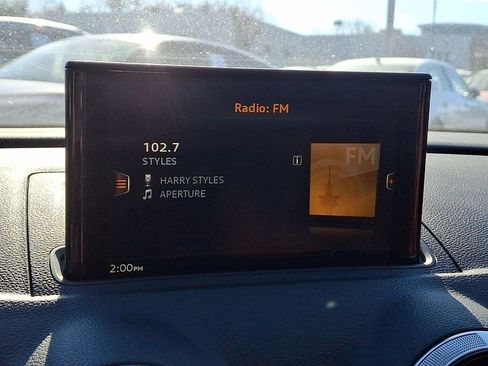 Radio: FM
102.7
STYLES
HARRY STYLES
APERTURE
FM
2:00PM